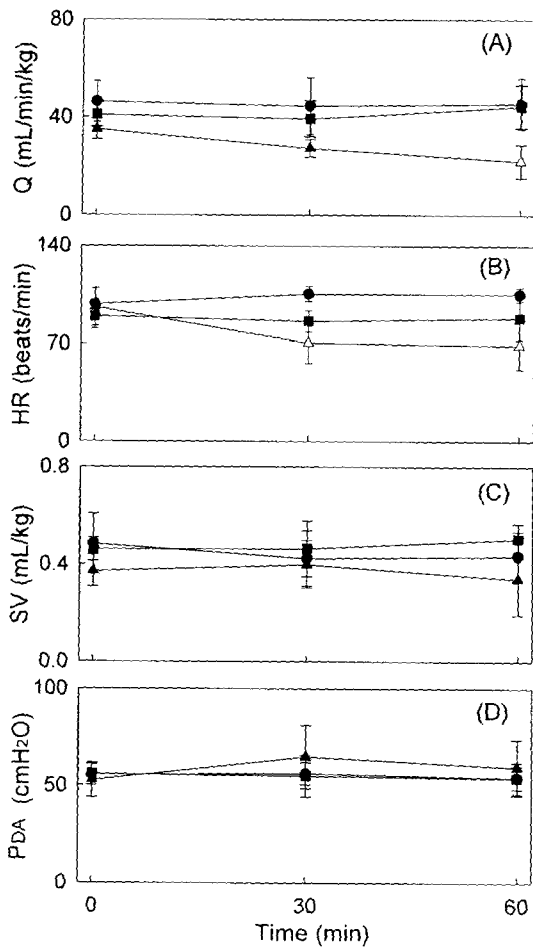 80
(A)
40
Q (mL/min/kg)
0
140
(B)
70
HR (beats/min)
0
0.8
(C)
0.4
SV (mL/kg)
0.0
100
(D)
50
PDA (cmH2O)
0
0 30 60
Time (min)